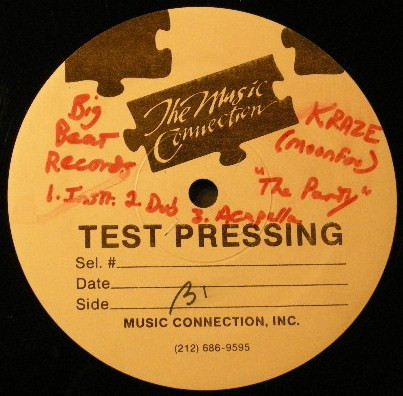 The Music
Connection
Big
Beat
Records
KRAZE
(Moonfou)
"The Party"
1. Instr. 2. Dub 3. Acapella
TEST PRESSING
Sel. #
Date
Side B1
MUSIC CONNECTION, INC.
(212) 686-9595